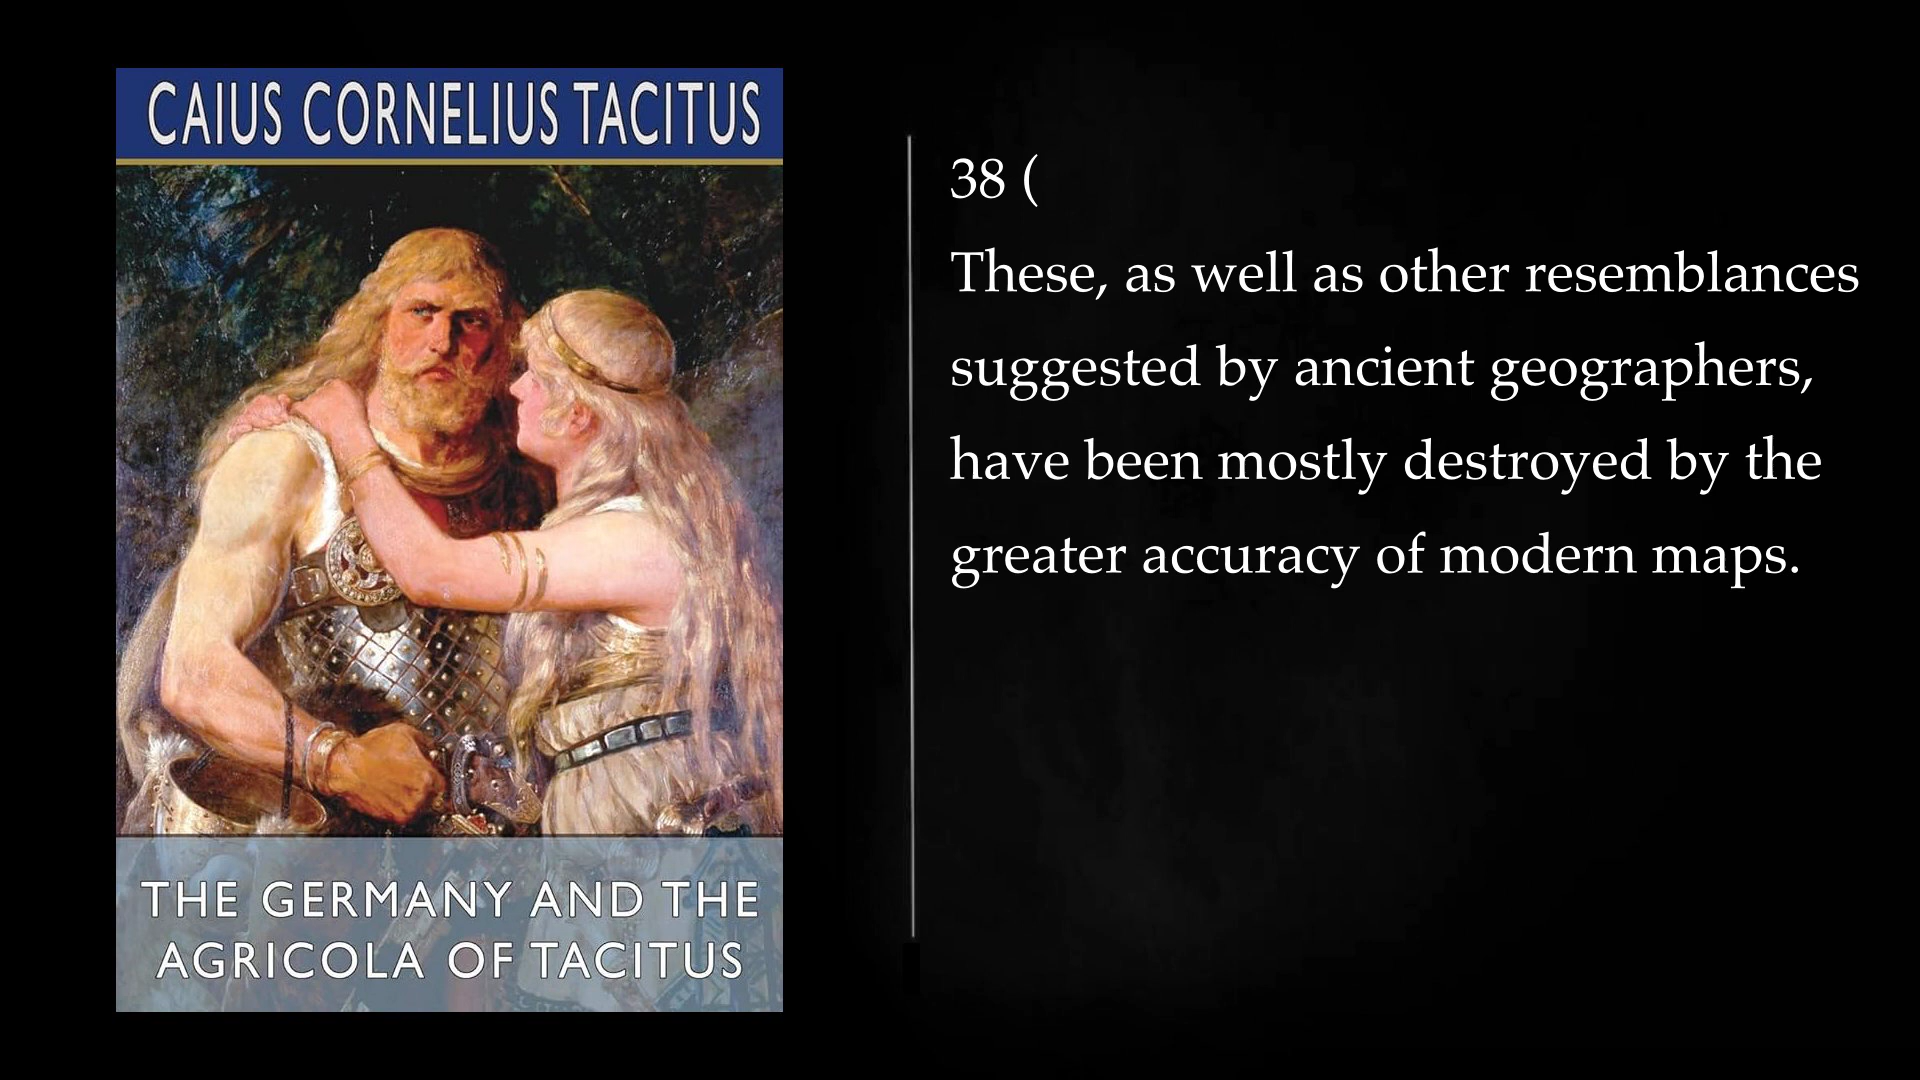 CAIUS CORNELIUS TACITUS
THE GERMANY AND THE
AGRICOLA OF TACITUS
38 (
These, as well as other resemblances
suggested by ancient geographers,
have been mostly destroyed by the
greater accuracy of modern maps.